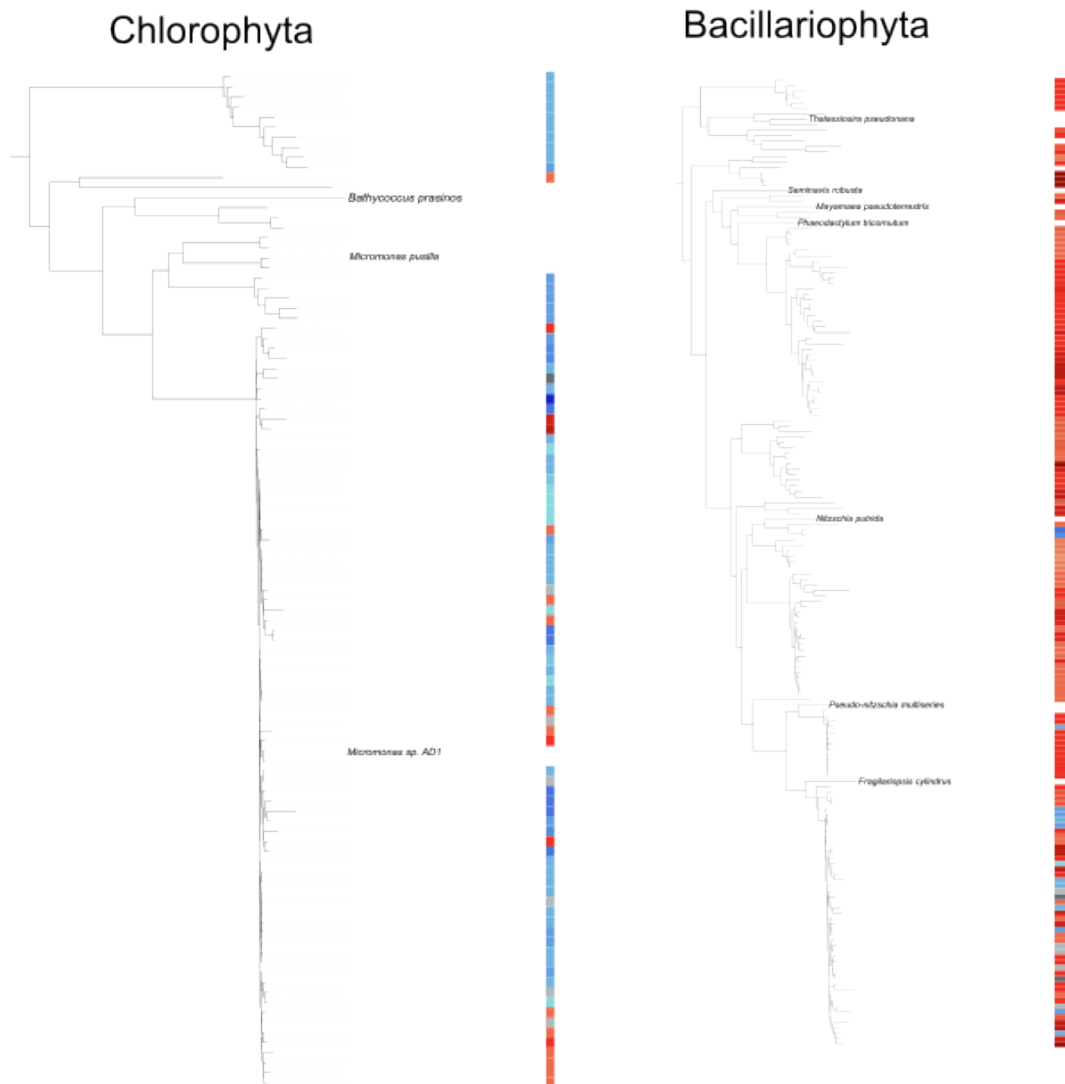 Chlorophyta
Bathycoccus prasinos
Micromonas pusilla
Micromonas sp. AD1
Bacillariophyta
Thalassiosira pseudonana
Seminavis robusta
Mayamaea pseudoterrestris
Phaeodactylum tricornutum
Nitzschia putrida
Pseudo-nitzschia multiseries
Fragilariopsis cylindrus